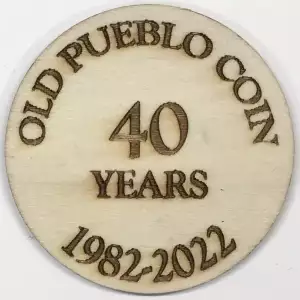 OLD PUEBLO COIN
40
YEARS
1982-2022